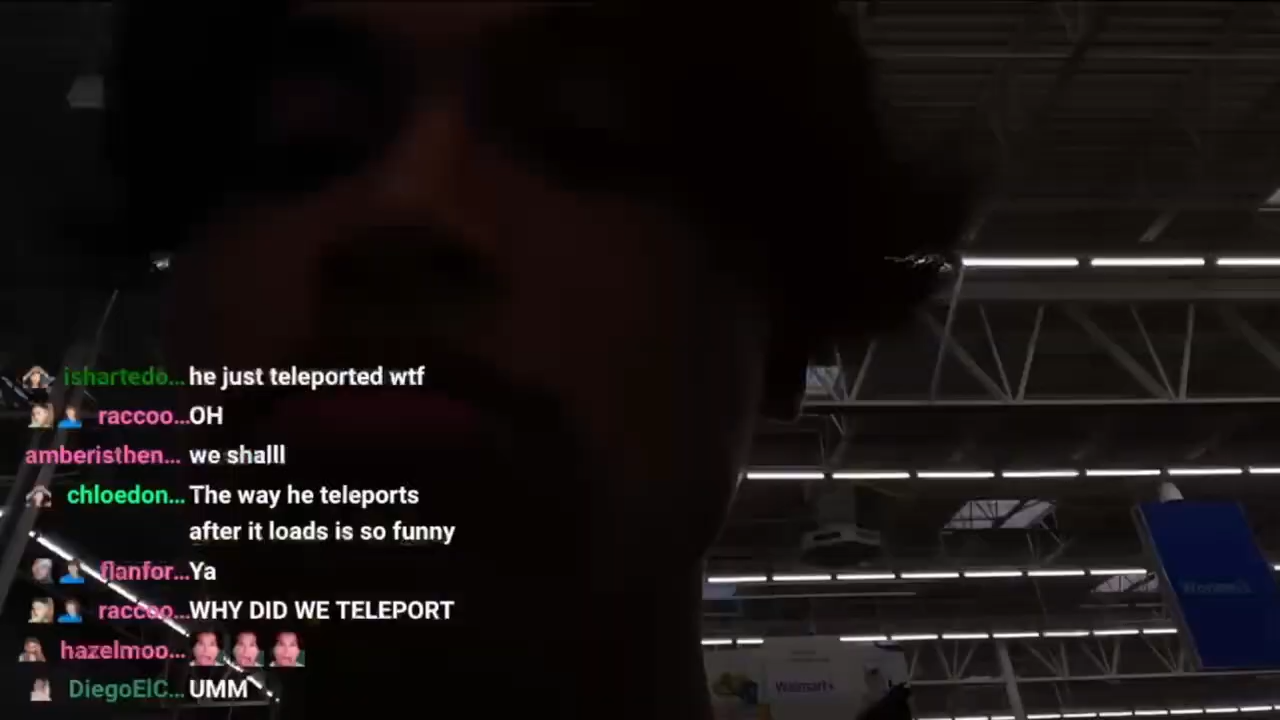 ishartedo... he just teleported wtf
raccoo... OH
amberisthen... we shalll
chloedon... The way he teleports
after it loads is so funny
flanfor... Ya
raccoo... WHY DID WE TELEPORT
hazelmoo...
DiegoElC... UMM
Walmart+